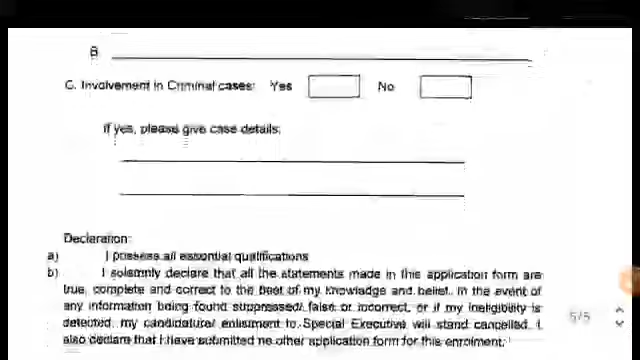 B
C. Involvement in Criminal cases: Yes No
If yes, please give case details:
Declaration:
a) I possess all essential qualifications
b) I solemnly declare that all the statements made in this application form are
true, complete and correct to the best of my knowledge and belief. In the event of
any information being found suppressed/ false or incorrect, or if my ineligibility is
detected, my candidature/ enlisment to Special Executive will stand cancelled. I
also declare that I have submitted no other application form for this enrolment.
5/5